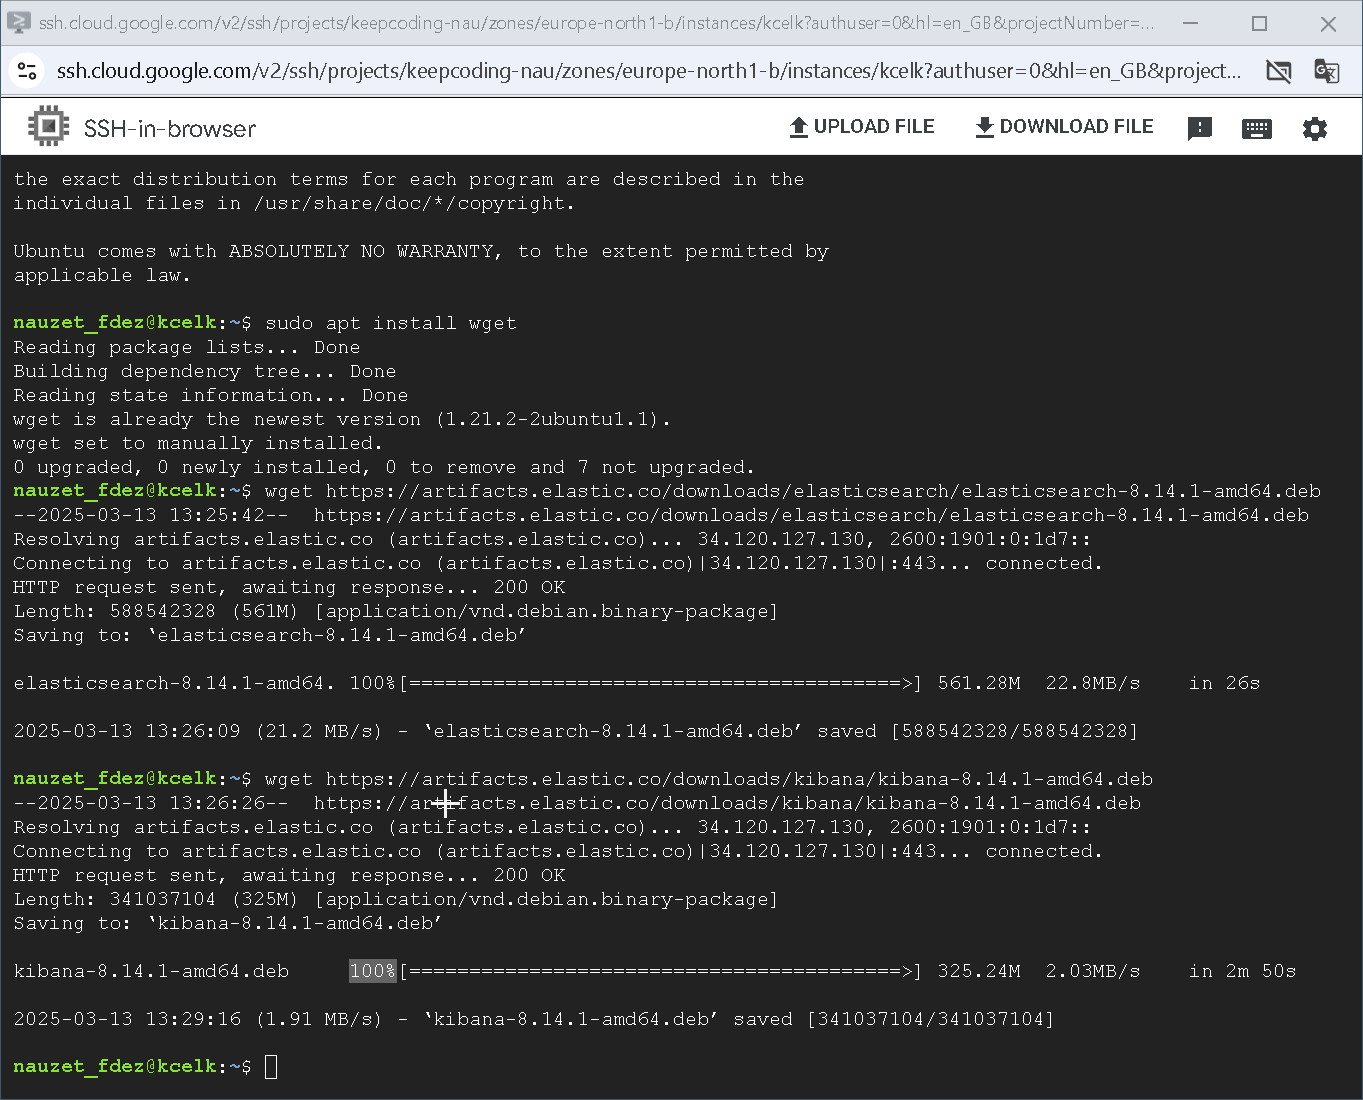 ssh.cloud.google.com/v2/ssh/projects/keepcoding-nau/zones/europe-north1-b/instances/kcelk?authuser=0&hl=en_GB&projectNumber=...
ssh.cloud.google.com/v2/ssh/projects/keepcoding-nau/zones/europe-north1-b/instances/kcelk?authuser=0&hl=en_GB&project...
SSH-in-browser
UPLOAD FILE
DOWNLOAD FILE
the exact distribution terms for each program are described in the
individual files in /usr/share/doc/*/copyright.
Ubuntu comes with ABSOLUTELY NO WARRANTY, to the extent permitted by
applicable law.
nauzet_fdez@kcelk:~$ sudo apt install wget
Reading package lists... Done
Building dependency tree... Done
Reading state information... Done
wget is already the newest version (1.21.2-2ubuntu1.1).
wget set to manually installed.
0 upgraded, 0 newly installed, 0 to remove and 7 not upgraded.
nauzet_fdez@kcelk:~$ wget https://artifacts.elastic.co/downloads/elasticsearch/elasticsearch-8.14.1-amd64.deb
--2025-03-13 13:25:42--  https://artifacts.elastic.co/downloads/elasticsearch/elasticsearch-8.14.1-amd64.deb
Resolving artifacts.elastic.co (artifacts.elastic.co)... 34.120.127.130, 2600:1901:0:1d7::
Connecting to artifacts.elastic.co (artifacts.elastic.co)|34.120.127.130|:443... connected.
HTTP request sent, awaiting response... 200 OK
Length: 588542328 (561M) [application/vnd.debian.binary-package]
Saving to: ‘elasticsearch-8.14.1-amd64.deb’
elasticsearch-8.14.1-amd64. 100%[=========================================>] 561.28M  22.8MB/s    in 26s
2025-03-13 13:26:09 (21.2 MB/s) - ‘elasticsearch-8.14.1-amd64.deb’ saved [588542328/588542328]
nauzet_fdez@kcelk:~$ wget https://artifacts.elastic.co/downloads/kibana/kibana-8.14.1-amd64.deb
--2025-03-13 13:26:26--  https://artifacts.elastic.co/downloads/kibana/kibana-8.14.1-amd64.deb
Resolving artifacts.elastic.co (artifacts.elastic.co)... 34.120.127.130, 2600:1901:0:1d7::
Connecting to artifacts.elastic.co (artifacts.elastic.co)|34.120.127.130|:443... connected.
HTTP request sent, awaiting response... 200 OK
Length: 341037104 (325M) [application/vnd.debian.binary-package]
Saving to: ‘kibana-8.14.1-amd64.deb’
kibana-8.14.1-amd64.deb     100%[=========================================>] 325.24M  2.03MB/s    in 2m 50s
2025-03-13 13:29:16 (1.91 MB/s) - ‘kibana-8.14.1-amd64.deb’ saved [341037104/341037104]
nauzet_fdez@kcelk:~$